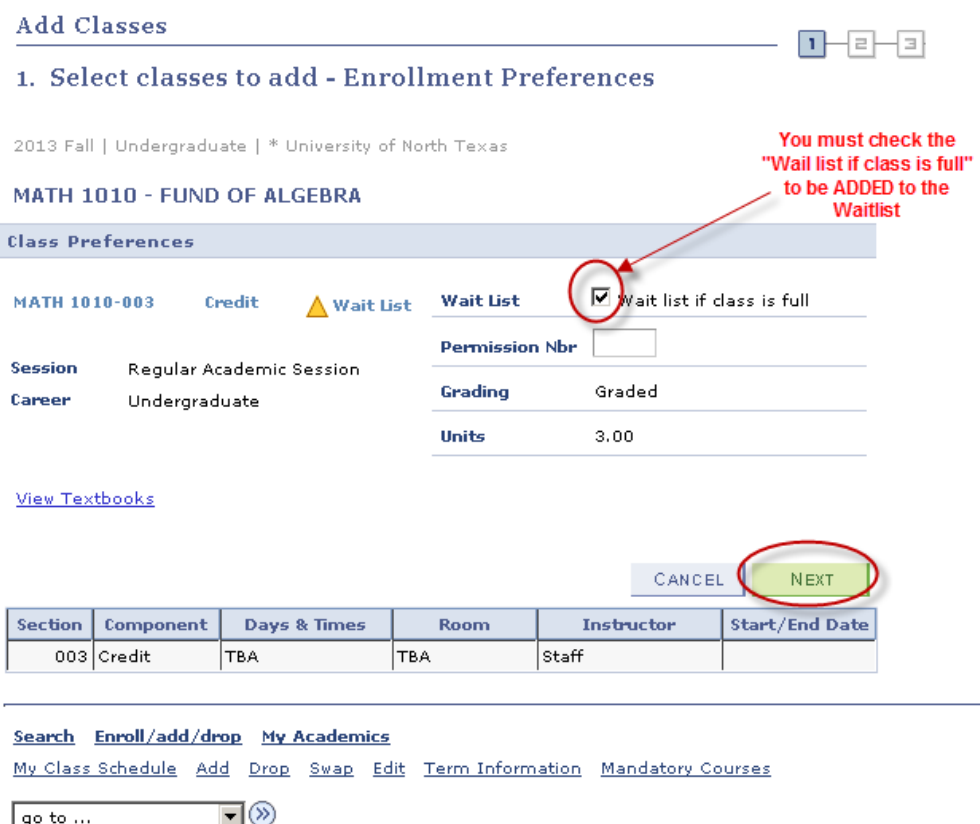 Add Classes
1 2 3
1. Select classes to add - Enrollment Preferences
2013 Fall | Undergraduate | * University of North Texas
You must check the
"Wail list if class is full"
to be ADDED to the
Waitlist
MATH 1010 - FUND OF ALGEBRA
Class Preferences
MATH 1010-003 Credit Wait List
Wait List Wait list if class is full
Permission Nbr
Session Regular Academic Session
Career Undergraduate
Grading Graded
Units 3.00
View Textbooks
CANCEL NEXT
Section Component Days & Times Room Instructor Start/End Date
003 Credit TBA TBA Staff
Search Enroll/add/drop My Academics
My Class Schedule Add Drop Swap Edit Term Information Mandatory Courses
go to ...